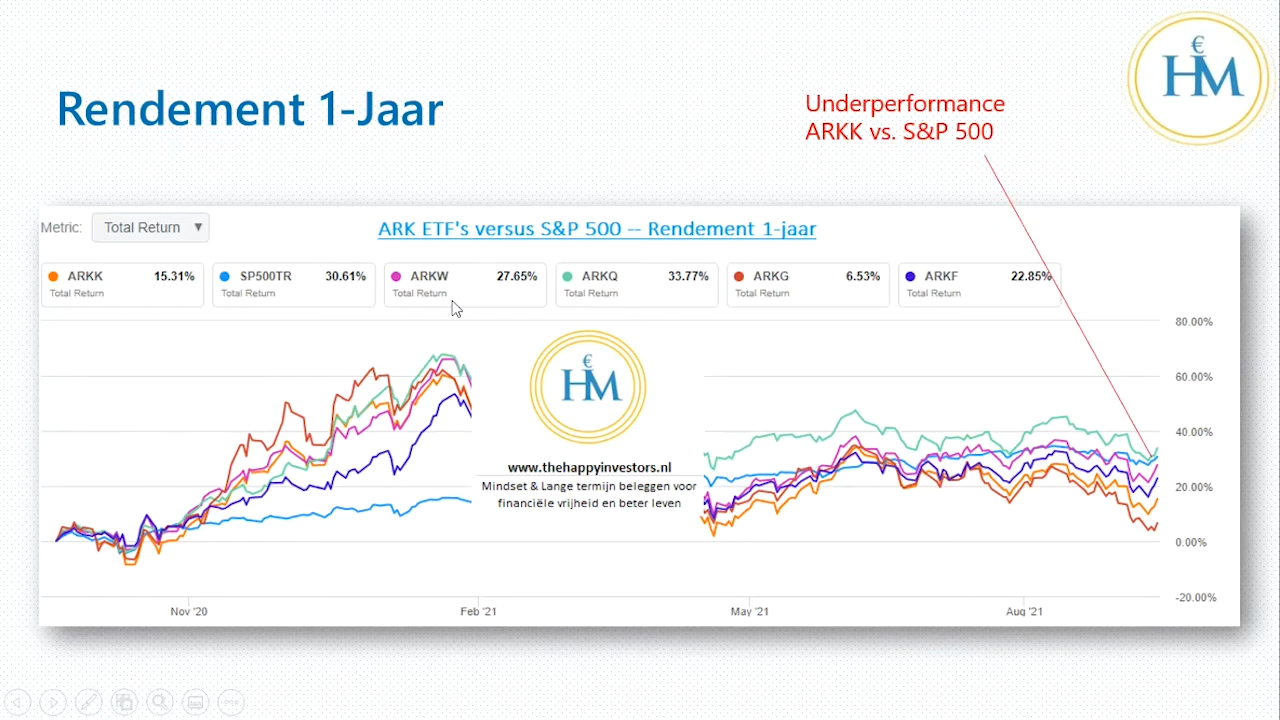 €
HM
Rendement 1-Jaar
Underperformance
ARKK vs. S&P 500
Metric: Total Return ▼
ARK ETF's versus S&P 500 -- Rendement 1-jaar
ARKK 15.31%
Total Return
SP500TR 30.61%
Total Return
ARKW 27.65%
Total Return
ARKQ 33.77%
Total Return
ARKG 6.53%
Total Return
ARKF 22.85%
Total Return
80.00%
60.00%
40.00%
20.00%
0.00%
-20.00%
€
HM
www.thehappyinvestors.nl
Mindset & Lange termijn beleggen voor
financiële vrijheid en beter leven
Nov '20
Feb '21
May '21
Aug '21